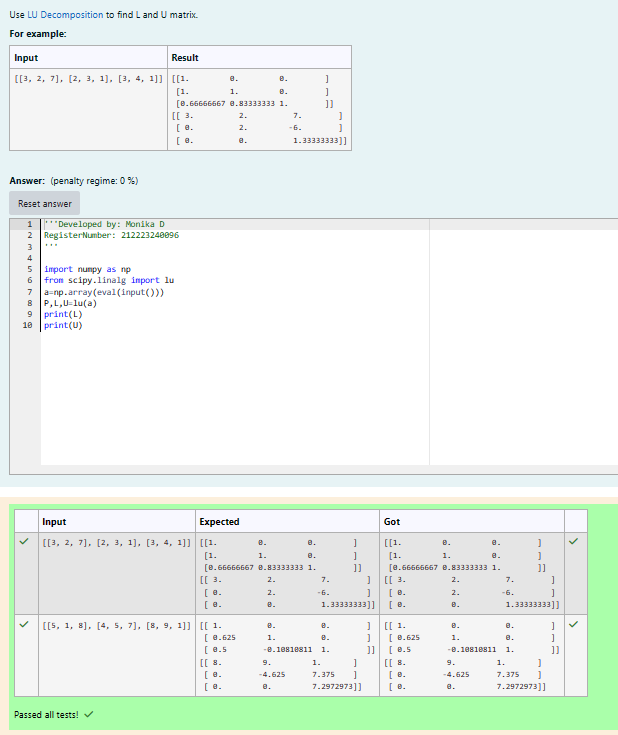 Use LU Decomposition to find L and U matrix.
For example:
Input Result
[[3, 2, 7], [2, 3, 1], [3, 4, 1]] [[1. 0. 0. ]
[1. 1. 0. ]
[0.66666667 0.83333333 1. ]]
[[ 3. 2. 7. ]
[ 0. 2. -6. ]
[ 0. 0. 1.33333333]]
Answer: (penalty regime: 0 %)
Reset answer
1 '''Developed by: Monika D
2 RegisterNumber: 212223240096
3 '''
4
5 import numpy as np
6 from scipy.linalg import lu
7 a=np.array(eval(input()))
8 P,L,U=lu(a)
9 print(L)
10 print(U)
Input Expected Got
[[3, 2, 7], [2, 3, 1], [3, 4, 1]] [[1. 0. 0. ] [[1. 0. 0. ]
[1. 1. 0. ] [1. 1. 0. ]
[0.66666667 0.83333333 1. ]] [0.66666667 0.83333333 1. ]]
[[ 3. 2. 7. ] [[ 3. 2. 7. ]
[ 0. 2. -6. ] [ 0. 2. -6. ]
[ 0. 0. 1.33333333]] [ 0. 0. 1.33333333]]
[[5, 1, 8], [4, 5, 7], [8, 9, 1]] [[ 1. 0. 0. ] [[ 1. 0. 0. ]
[ 0.625 1. 0. ] [ 0.625 1. 0. ]
[ 0.5 -0.10810811 1. ]] [ 0.5 -0.10810811 1. ]]
[[ 8. 9. 1. ] [[ 8. 9. 1. ]
[ 0. -4.625 7.375 ] [ 0. -4.625 7.375 ]
[ 0. 0. 7.2972973]] [ 0. 0. 7.2972973]]
Passed all tests!